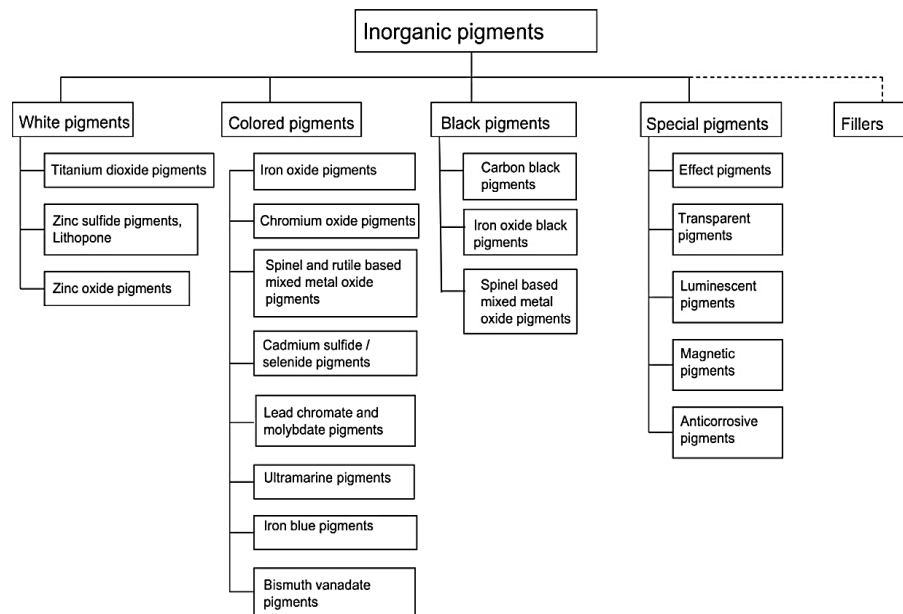 Inorganic pigments
White pigments
Colored pigments
Black pigments
Special pigments
Fillers
Titanium dioxide pigments
Zinc sulfide pigments,
Lithopone
Zinc oxide pigments
Iron oxide pigments
Chromium oxide pigments
Spinel and rutile based
mixed metal oxide
pigments
Cadmium sulfide /
selenide pigments
Lead chromate and
molybdate pigments
Ultramarine pigments
Iron blue pigments
Bismuth vanadate
pigments
Carbon black
pigments
Iron oxide black
pigments
Spinel based
mixed metal
oxide pigments
Effect pigments
Transparent
pigments
Luminescent
pigments
Magnetic
pigments
Anticorrosive
pigments